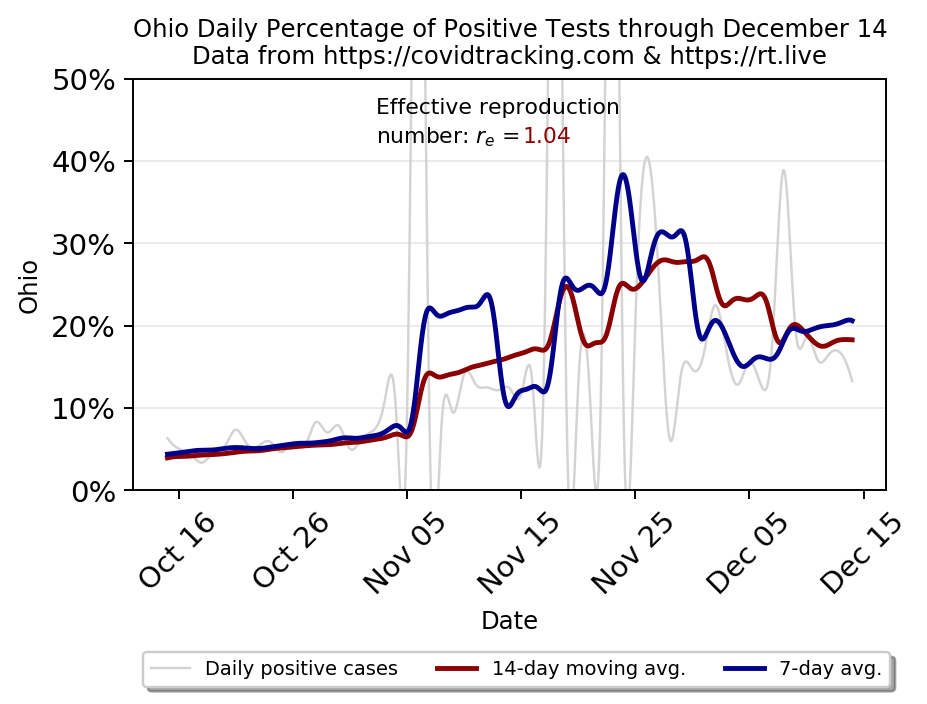 Ohio Daily Percentage of Positive Tests through December 14
Data from https://covidtracking.com & https://rt.live
50%
Effective reproduction
number: rₑ =1.04
40%
30%
20%
10%
0%
Ohio
Oct 16
Oct 26
Nov 05
Nov 15
Nov 25
Dec 05
Dec 15
Date
Daily positive cases
14-day moving avg.
7-day avg.